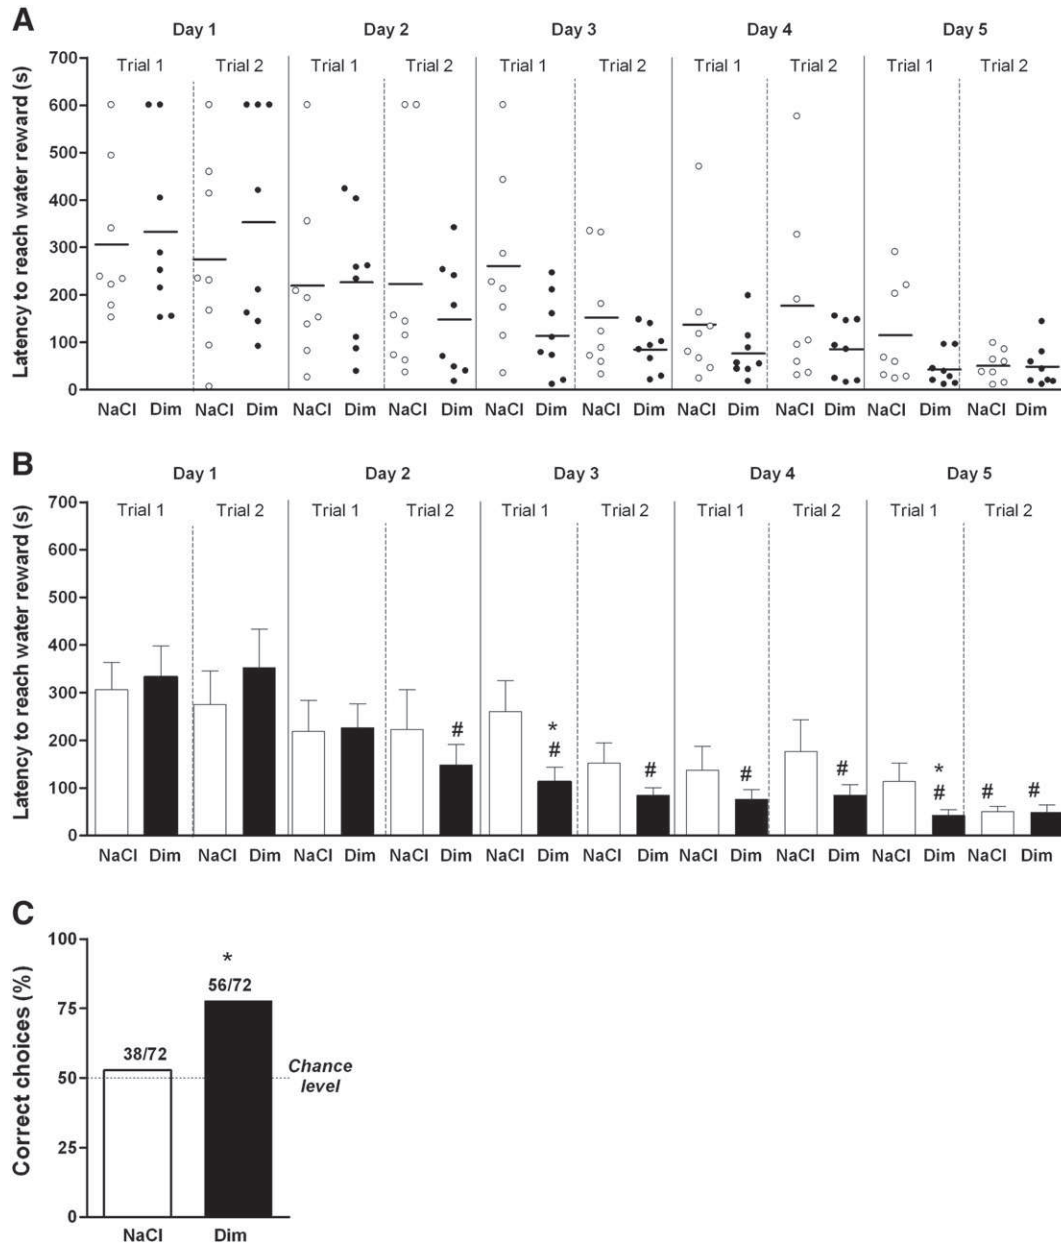 A
Day 1 Day 2 Day 3 Day 4 Day 5
Trial 1 Trial 2 Trial 1 Trial 2 Trial 1 Trial 2 Trial 1 Trial 2 Trial 1 Trial 2
Latency to reach water reward (s)
700
600
500
400
300
200
100
0
NaCl Dim NaCl Dim NaCl Dim NaCl Dim NaCl Dim NaCl Dim NaCl Dim NaCl Dim NaCl Dim NaCl Dim
B
Day 1 Day 2 Day 3 Day 4 Day 5
Trial 1 Trial 2 Trial 1 Trial 2 Trial 1 Trial 2 Trial 1 Trial 2 Trial 1 Trial 2
Latency to reach water reward (s)
700
600
500
400
300
200
100
0
# * # # # # * # # #
NaCl Dim NaCl Dim NaCl Dim NaCl Dim NaCl Dim NaCl Dim NaCl Dim NaCl Dim NaCl Dim NaCl Dim
C
Correct choices (%)
100
75
50
25
0
*
56/72
38/72
Chance
level
NaCl Dim